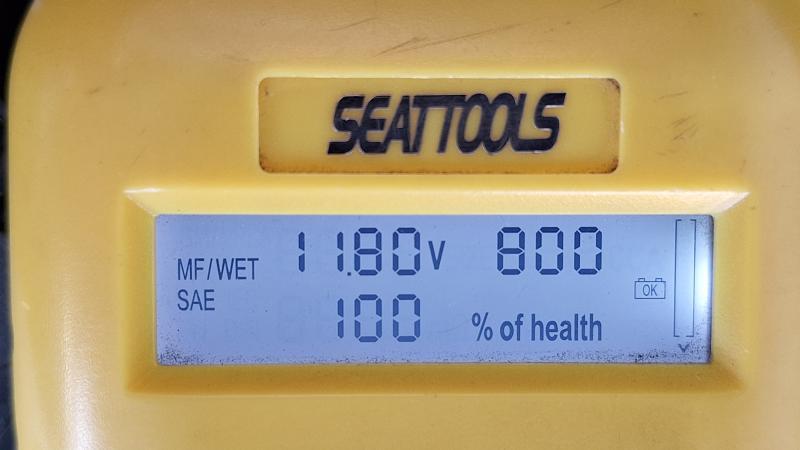 SEATTOOLS
MF/WET 11.80V 800
SAE 100 % of health
OK